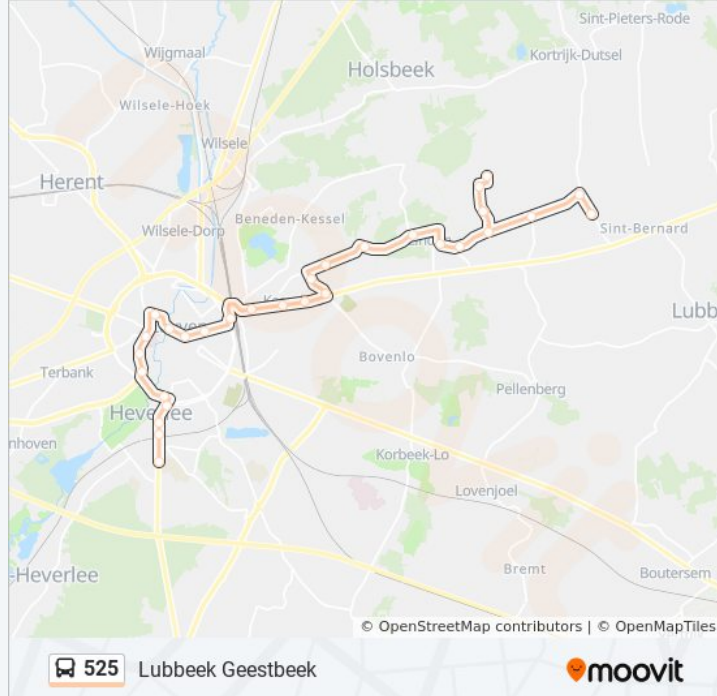 Sint-Pieters-Rode
Wijgmaal
Kortrijk-Dutsel
Holsbeek
Wilsele-Hoek
Wilsele
Herent
Beneden-Kessel
Wilsele-Dorp
Sint-Bernard
Lubb
Bovenlo
Terbank
Pellenberg
Heverlee
nhoven
Korbeek-Lo
Lovenjoel
-Heverlee
Bremt
Boutersem
© OpenStreetMap contributors | © OpenMapTiles
525 Lubbeek Geestbeek
moovit